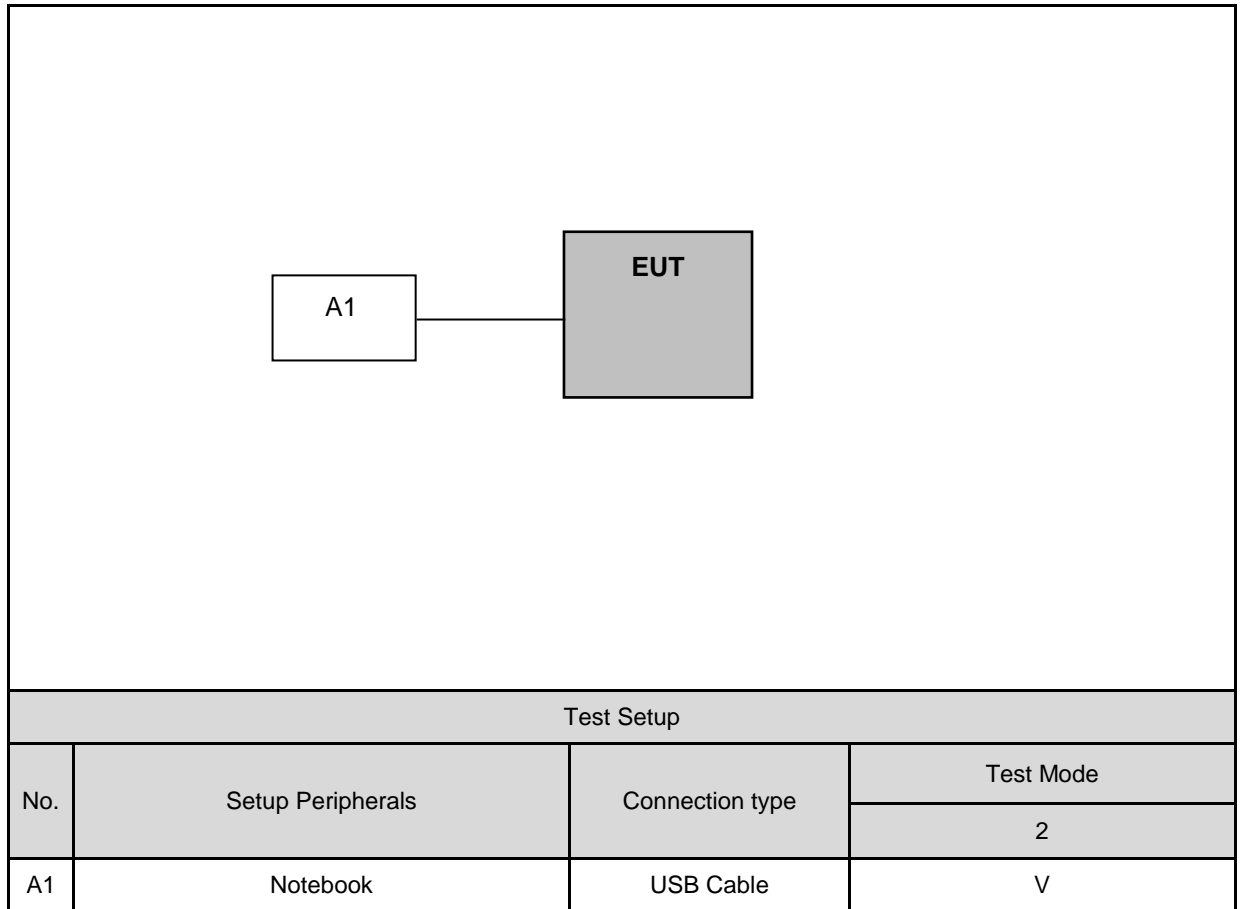 EUT
A1
Test Setup
No. Setup Peripherals Connection type Test Mode
2
A1 Notebook USB Cable V